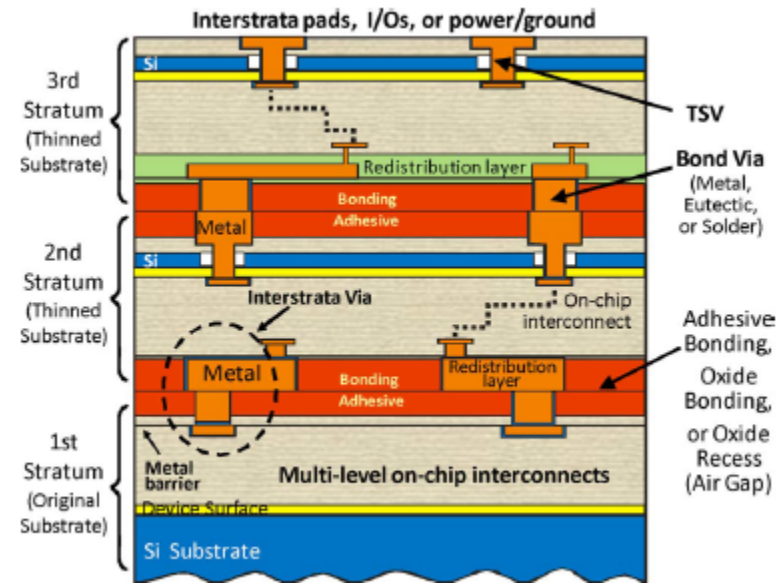 Interstrata pads, I/Os, or power/ground
3rd
Stratum
(Thinned
Substrate)
Si
TSV
Redistribution layer
Bond Via
(Metal,
Eutectic,
or Solder)
Bonding
Adhesive
Metal
2nd
Stratum
(Thinned
Substrate)
Si
Interstrata Via
On-chip
interconnect
Adhesive
Bonding,
Oxide
Bonding,
or Oxide
Recess
(Air Gap)
Metal
Bonding
Adhesive
Redistribution
layer
1st
Stratum
(Original
Substrate)
Metal
barrier
Multi-level on-chip interconnects
Device Surface
Si Substrate